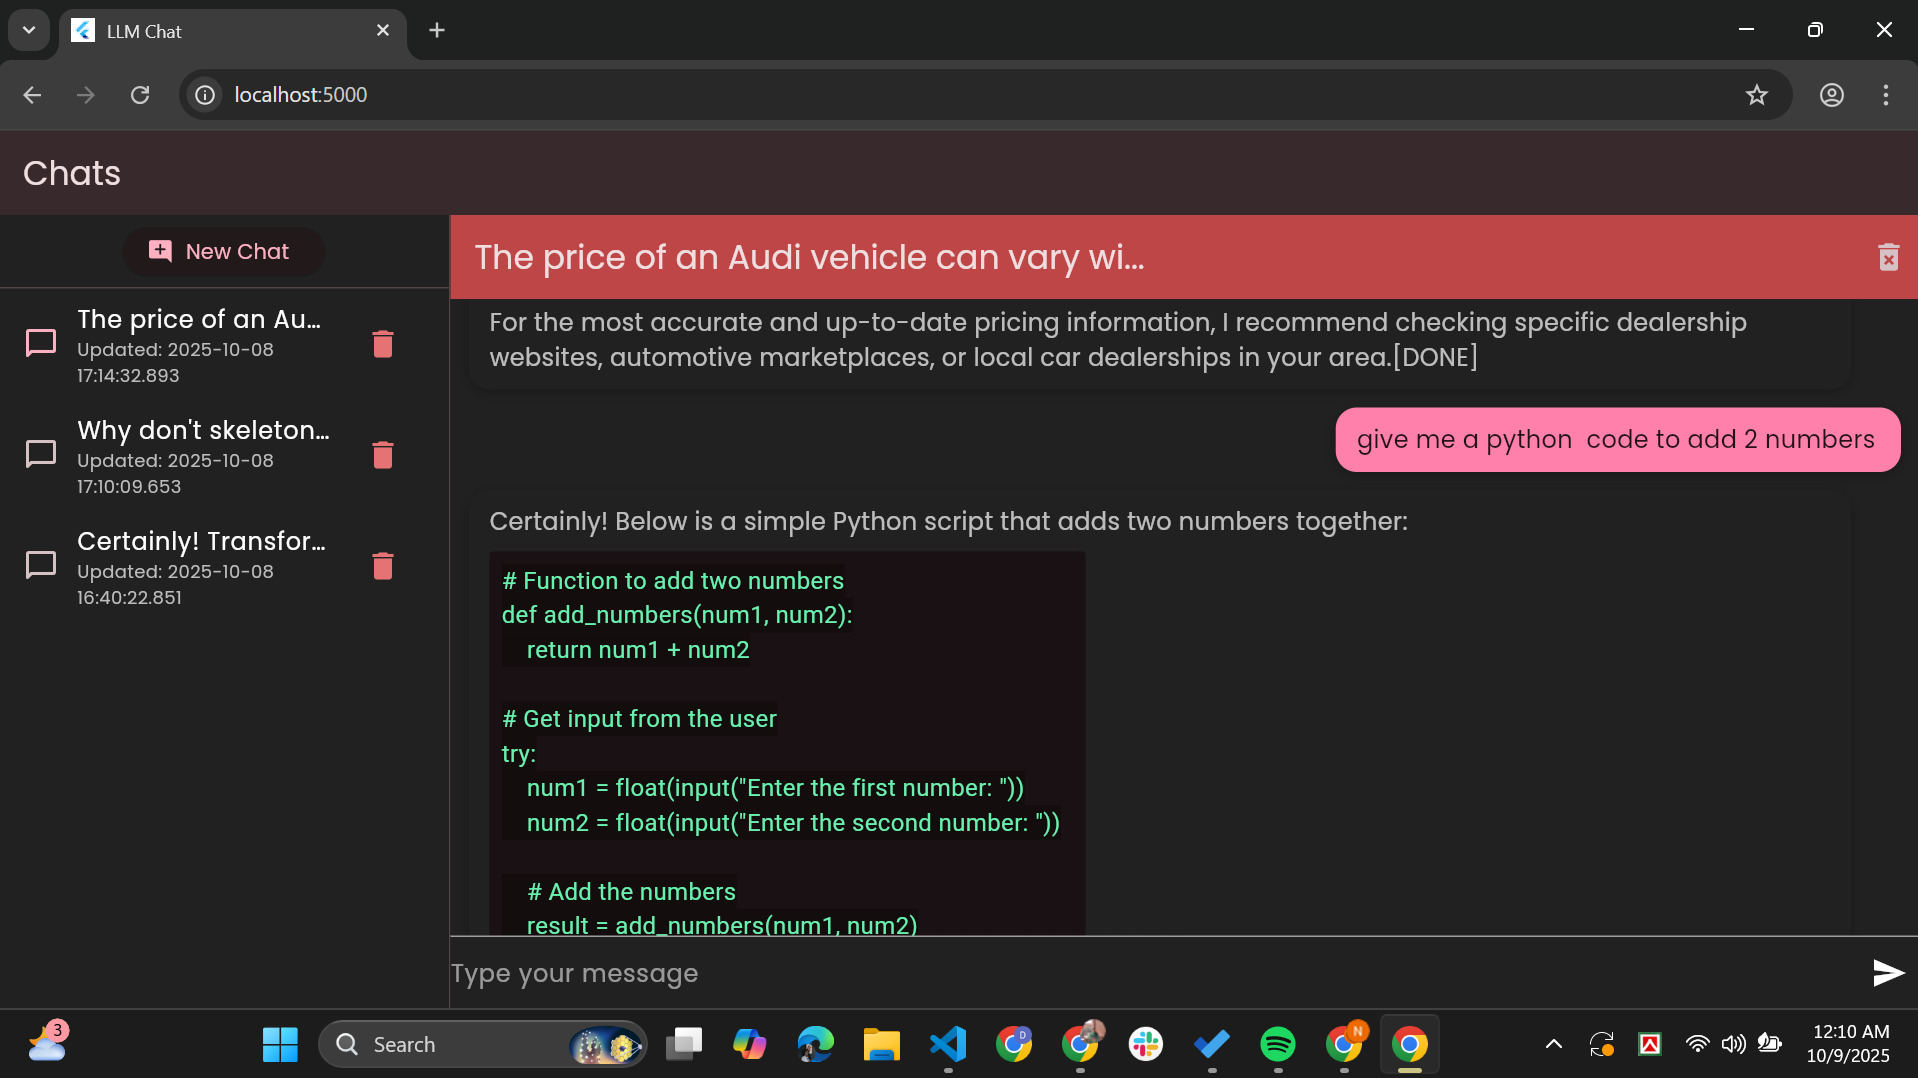 LLM Chat
localhost:5000
Chats
New Chat
The price of an Au...
Updated: 2025-10-08
17:14:32.893
Why don't skeleton...
Updated: 2025-10-08
17:10:09.653
Certainly! Transfor...
Updated: 2025-10-08
16:40:22.851
The price of an Audi vehicle can vary wi...
For the most accurate and up-to-date pricing information, I recommend checking specific dealership
websites, automotive marketplaces, or local car dealerships in your area.[DONE]
give me a python  code to add 2 numbers
Certainly! Below is a simple Python script that adds two numbers together:
# Function to add two numbers
def add_numbers(num1, num2):
    return num1 + num2
# Get input from the user
try:
    num1 = float(input("Enter the first number: "))
    num2 = float(input("Enter the second number: "))
    # Add the numbers
    result = add_numbers(num1, num2)
Type your message
3
Search
D
N
12:10 AM
10/9/2025